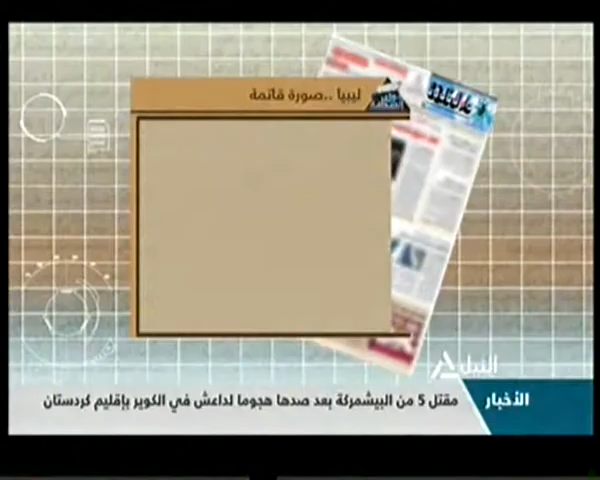 ليبيا ..صورة قاتمة
النيل
الأخبار
مقتل 5 من البيشمركة بعد صدها هجوما لداعش في الكوير بإقليم كردستان